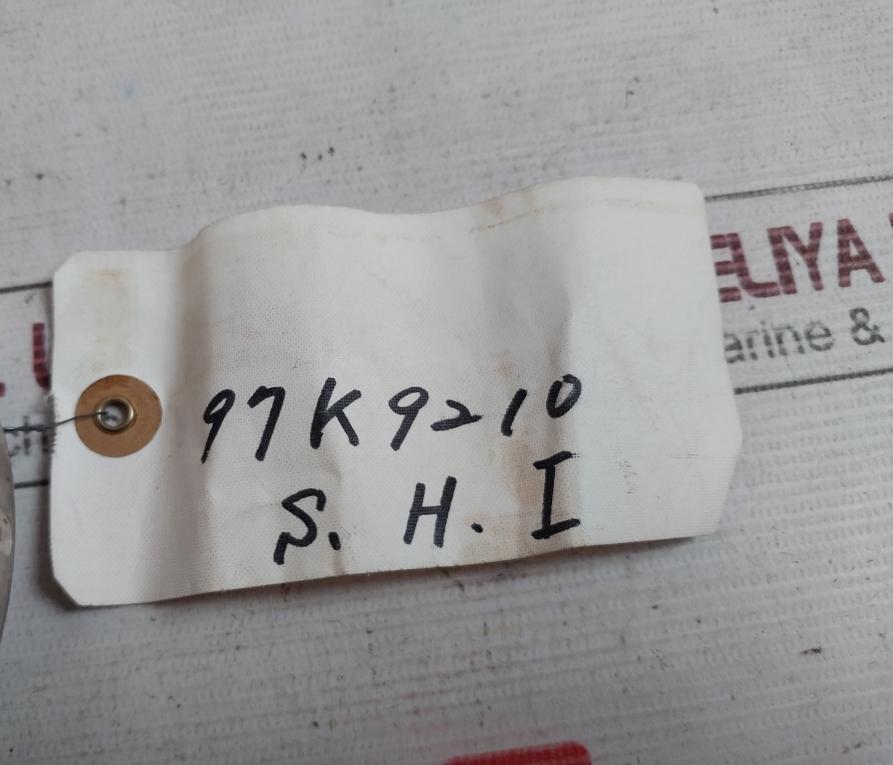 97K9210
S. H. I
ELIYA
arine &